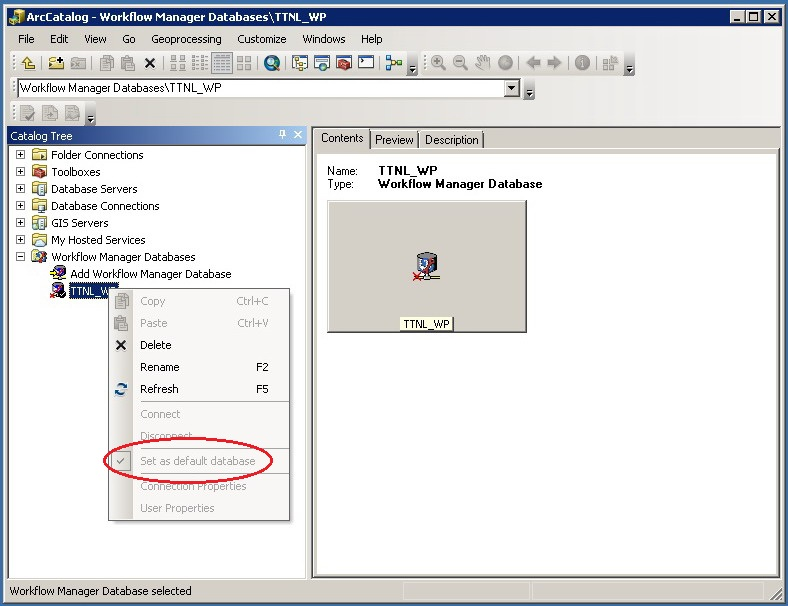 ArcCatalog - Workflow Manager Databases\TTNL_WP
File Edit View Go Geoprocessing Customize Windows Help
Workflow Manager Databases\TTNL_WP
Catalog Tree
Folder Connections
Toolboxes
Database Servers
Database Connections
GIS Servers
My Hosted Services
Workflow Manager Databases
Add Workflow Manager Database
TTNL_W
Copy Ctrl+C
Paste Ctrl+V
Delete
Rename F2
Refresh F5
Connect
Disconnect
Set as default database
Connection Properties
User Properties
Contents Preview Description
Name: TTNL_WP
Type: Workflow Manager Database
TTNL_WP
Workflow Manager Database selected